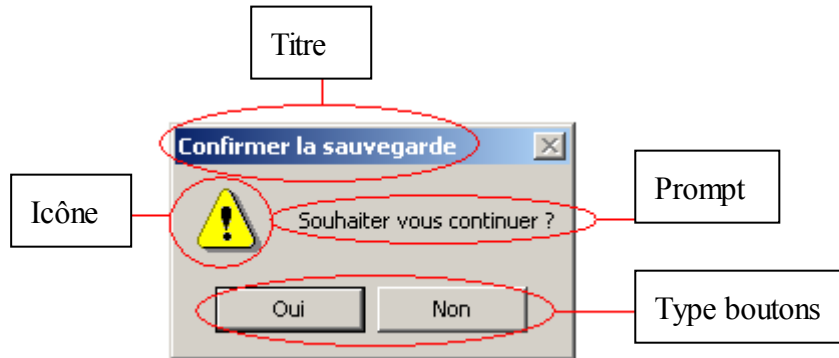 Titre
Confirmer la sauvegarde
Icône
Souhaiter vous continuer ?
Prompt
Oui
Non
Type boutons